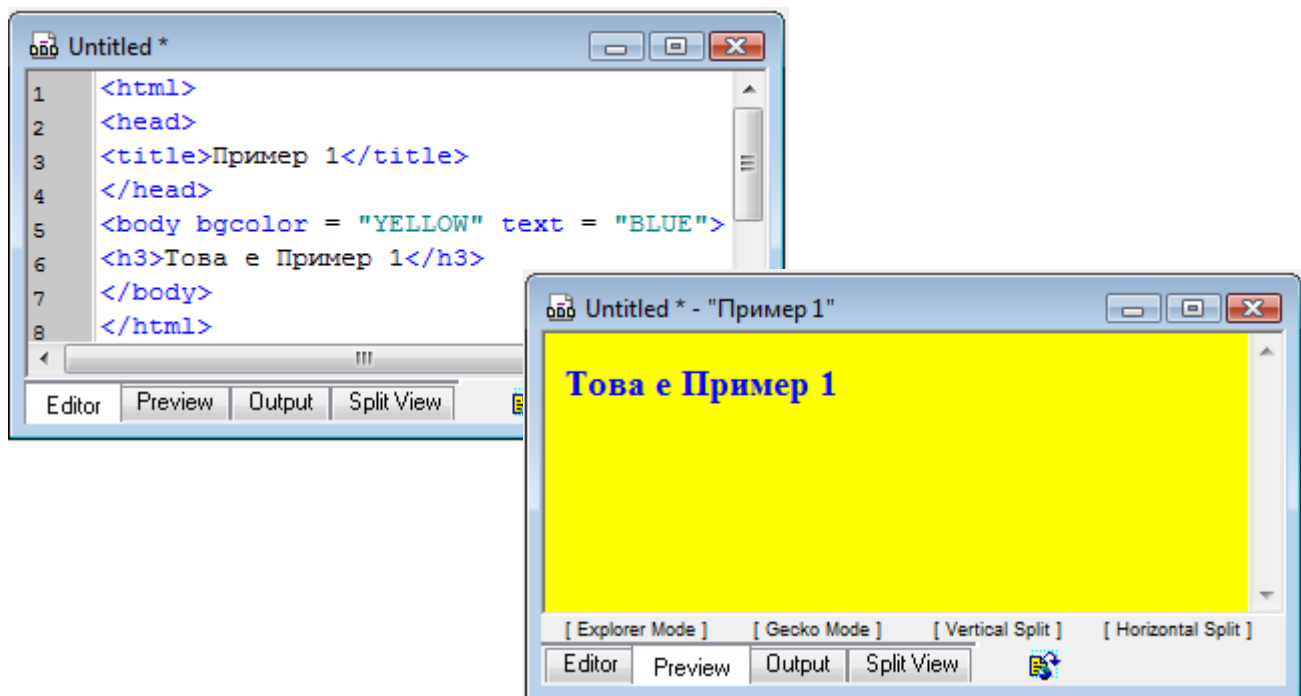 Untitled *
1 <html>
2 <head>
3 <title>Пример 1</title>
4 </head>
5 <body bgcolor = "YELLOW" text = "BLUE">
6 <h3>Това е Пример 1</h3>
7 </body>
8 </html>
Editor Preview Output Split View
Untitled * - "Пример 1"
Това е Пример 1
[ Explorer Mode ] [ Gecko Mode ] [ Vertical Split ] [ Horizontal Split ]
Editor Preview Output Split View